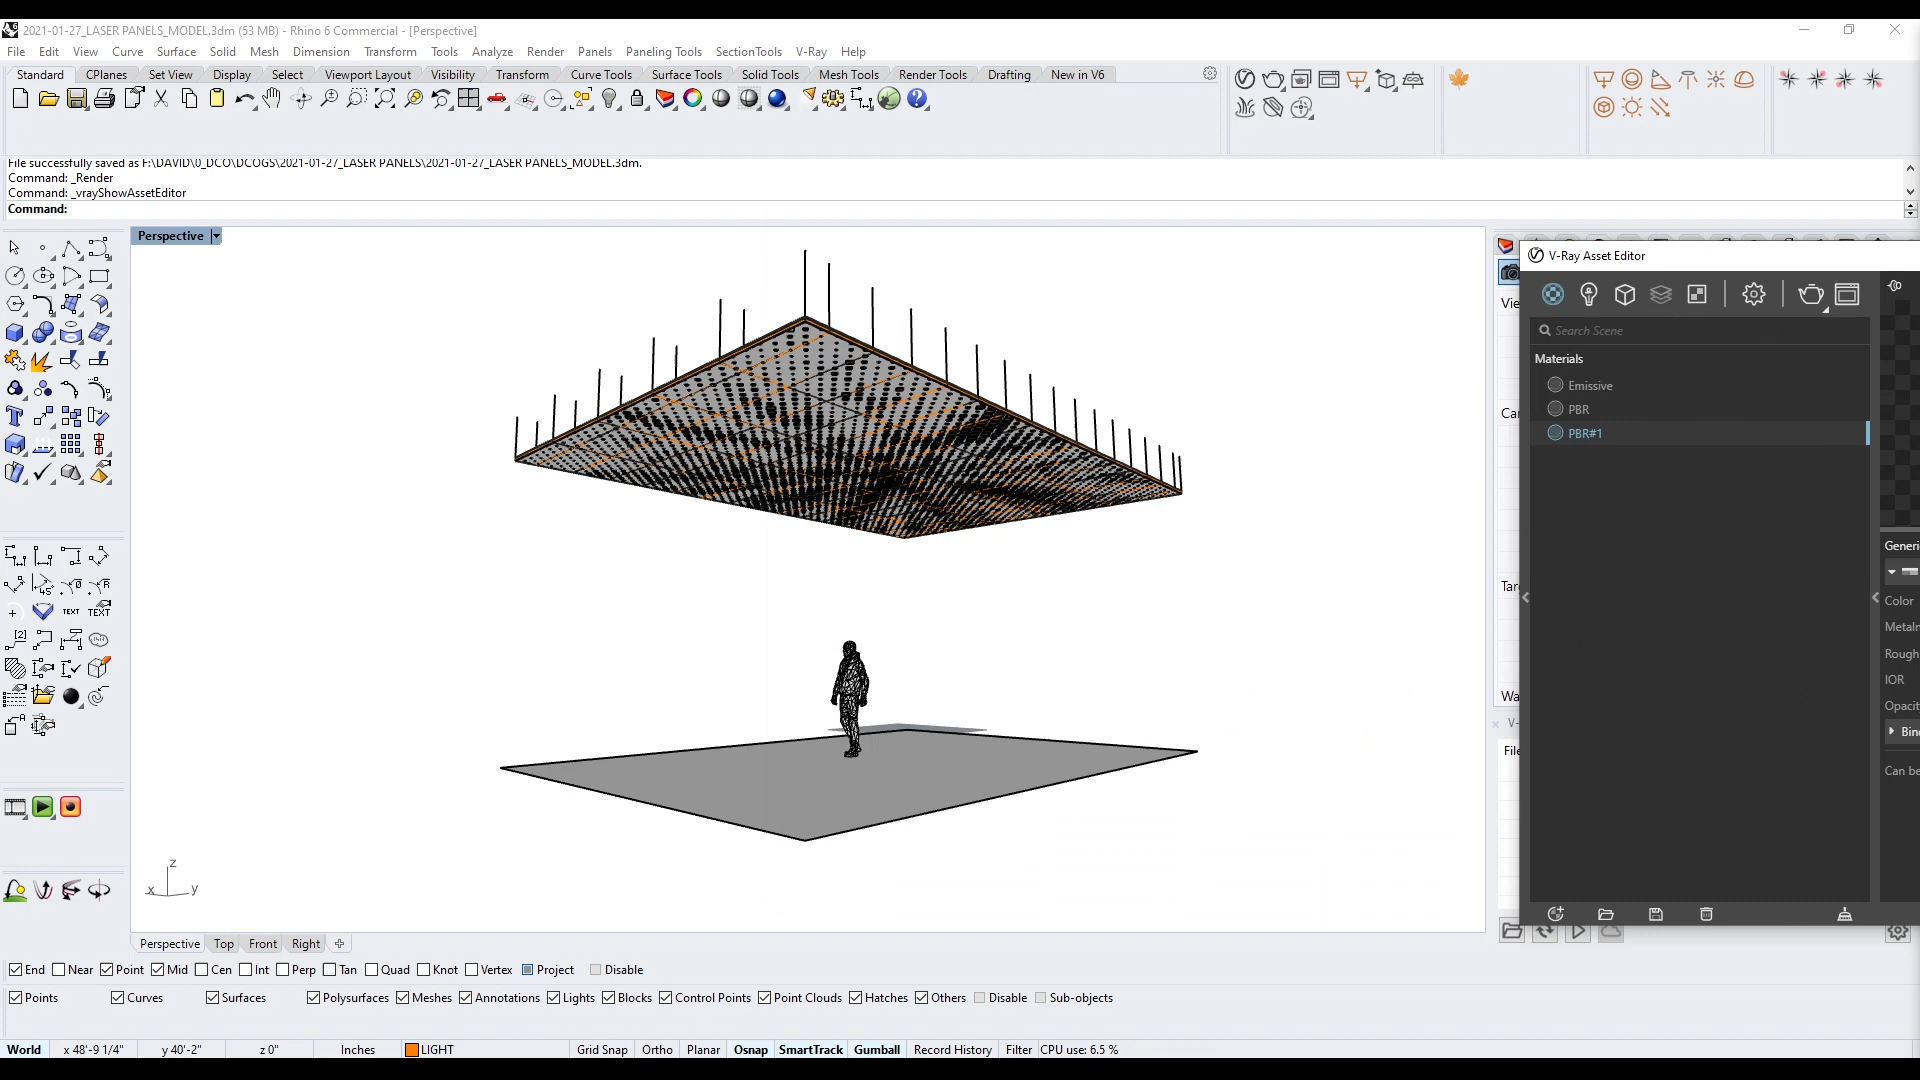 2021-01-27_LASER PANELS_MODEL.3dm (53 MB) - Rhino 6 Commercial - [Perspective]
File Edit View Curve Surface Solid Mesh Dimension Transform Tools Analyze Render Panels Paneling Tools SectionTools V-Ray Help
Standard CPlanes Set View Display Select Viewport Layout Visibility Transform Curve Tools Surface Tools Solid Tools Mesh Tools Render Tools Drafting New in V6
File successfully saved as F:\DAVID\0_DCO\DCOGS\2021-01-27_LASER PANELS\2021-01-27_LASER PANELS_MODEL.3dm.
Command: _Render
Command: _vrayShowAssetEditor
Command:
Perspective
V-Ray Asset Editor
Vie
Search Scene
Materials
Emissive
PBR
PBR#1
Car
Generi
Tar
Color
Metaln
Rough
IOR
Wa
Opacit
V-
Bin
File
Can be
TEXT TEXT
z
x y
Perspective Top Front Right
End Near Point Mid Cen Int Perp Tan Quad Knot Vertex Project Disable
Points Curves Surfaces Polysurfaces Meshes Annotations Lights Blocks Control Points Point Clouds Hatches Others Disable Sub-objects
World x 48'-9 1/4" y 40'-2" z 0" Inches LIGHT Grid Snap Ortho Planar Osnap SmartTrack Gumball Record History Filter CPU use: 6.5 %